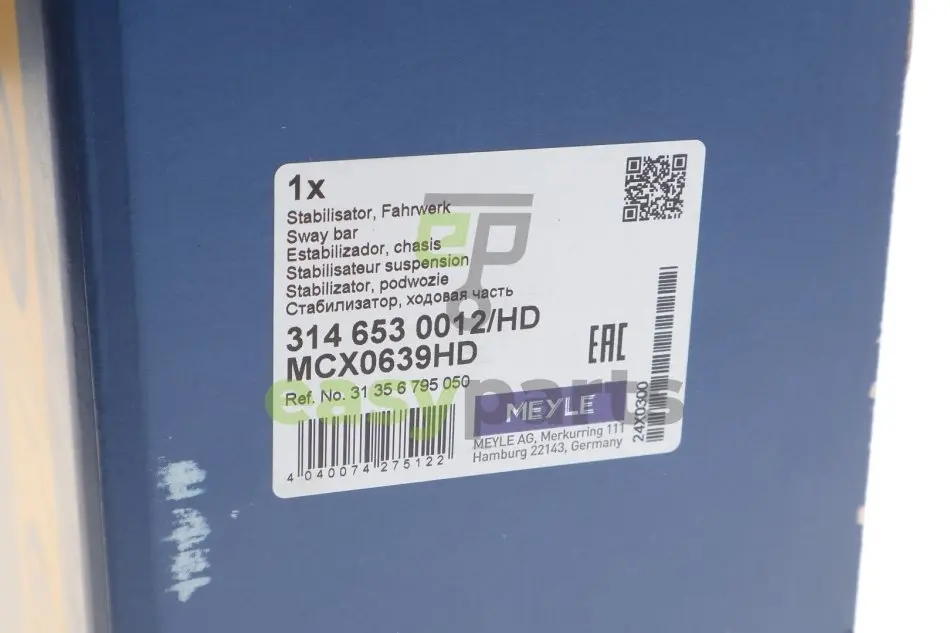 1x
Stabilisator, Fahrwerk
Sway bar
Estabilizador, chasis
Stabilisateur suspension
Stabilizator, podwozie
Стабилизатор, ходовая часть
314 653 0012/HD
MCX0639HD
Ref. No. 31 35 6 795 050
EAC
easyparts
MEYLE
MEYLE AG, Merkurring 111
Hamburg 22143, Germany
4 040074 275122
24X0300
ep